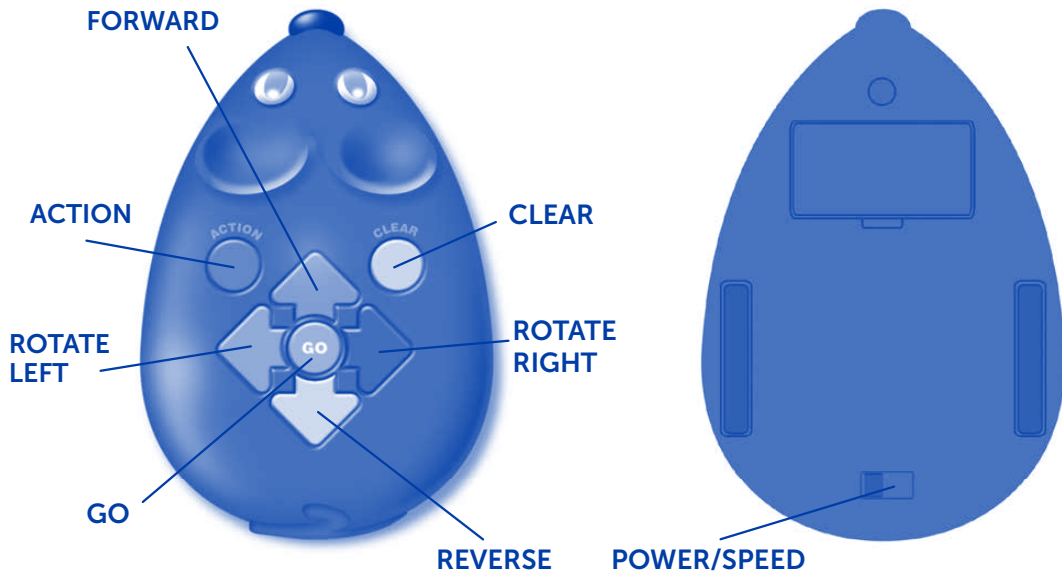 FORWARD
ACTION
ACTION
CLEAR
CLEAR
ROTATE
LEFT
GO
ROTATE
RIGHT
GO
REVERSE
POWER/SPEED